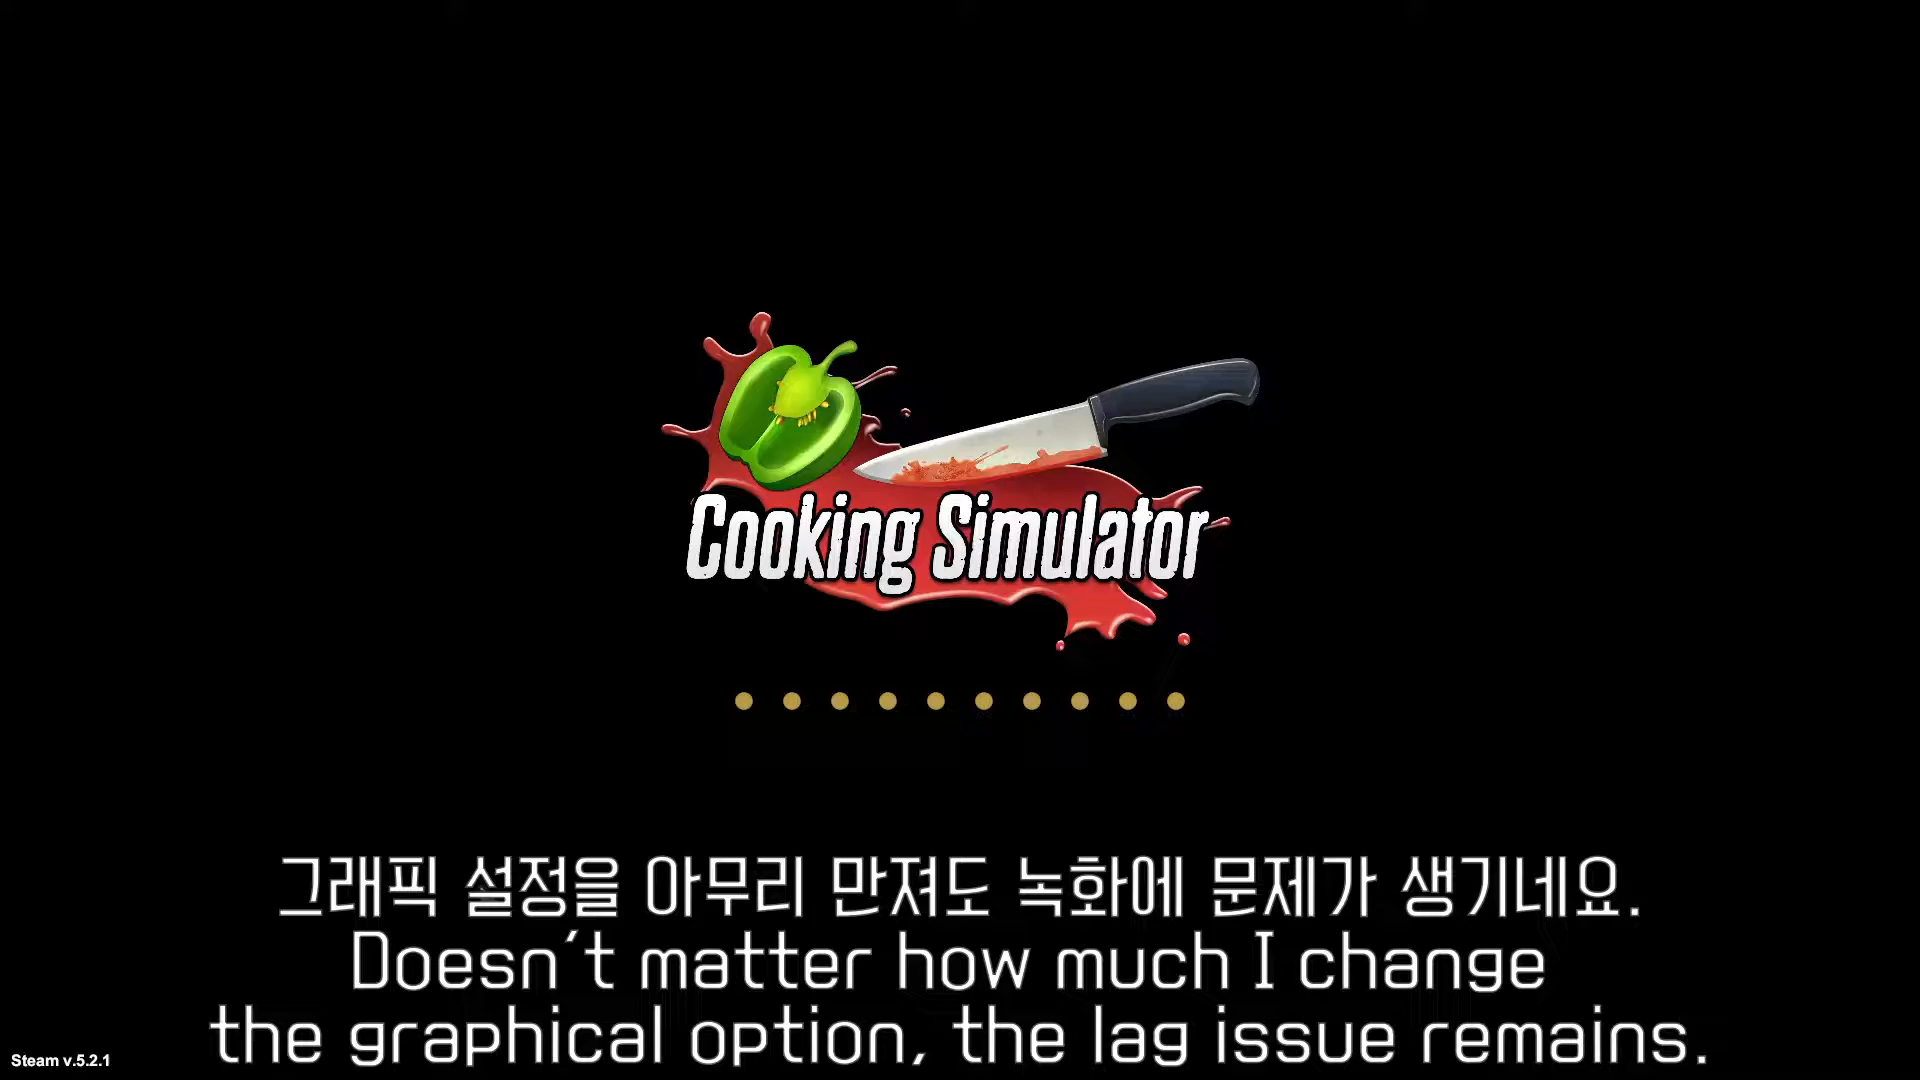 Cooking Simulator
그래픽 설정을 아무리 만져도 녹화에 문제가 생기네요.
Doesn't matter how much I change
the graphical option, the lag issue remains.
Steam v.5.2.1